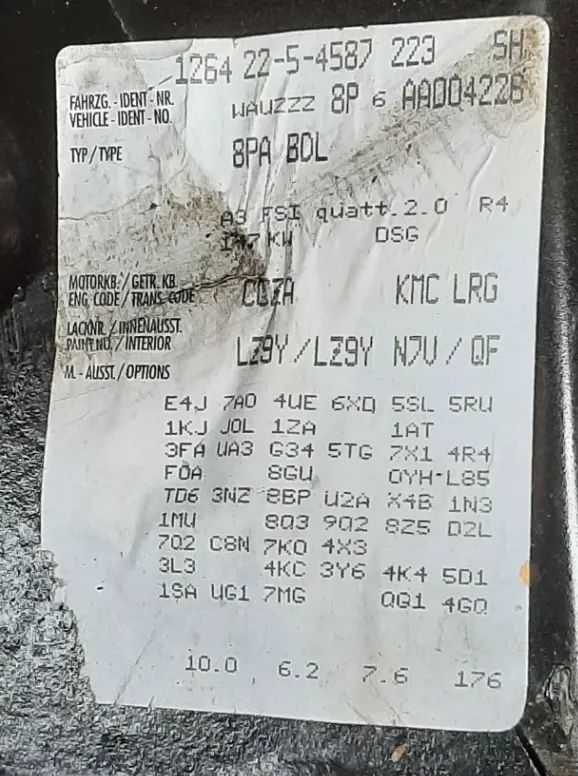 1264 22-5-4587 223 SH
FAHRZG.-IDENT-NR.
VEHICLE-IDENT-NO.
WAUZZZ 8P 6 AA004226
TYP/TYPE
8PA BDL
A3 FSI quatt.2.0 R4
147 KW DSG
MOTORKB./GETR.KB.
ENG.CODE/TRANS.CODE
KMC LRG
LACKNR./INNENAUSST.
PAINT NO./INTERIOR
LZ9Y/LZ9Y N7V/QF
M.-AUSST./OPTIONS
E4J 7A0 4UE 6XD 5SL 5RU
1KJ J0L 1ZA 1AT
3FA UA3 G34 5TG 7X1 4R4
F0A 8GU 0YH-L85
TD6 3NZ 8BP U2A X4B 1N3
1MU 8Q3 9Q2 8Z5 D2L
7Q2 C8N 7K0 4X3
3L3 4KC 3Y6 4K4 5D1
1SA UG1 7MG QG1 4GQ
10.0 6.2 7.6 176